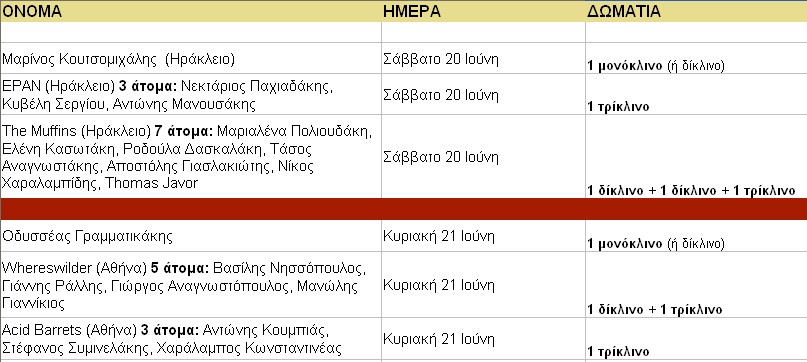 ΟΝΟΜΑ ΗΜΕΡΑ ΔΩΜΑΤΙΑ
Μαρίνος Κουτσομιχάλης (Ηράκλειο) Σάββατο 20 Ιούνη 1 μονόκλινο (ή δίκλινο)
EPAN (Ηράκλειο) 3 άτομα: Νεκτάριος Παχιαδάκης,
Κυβέλη Σεργίου, Αντώνης Μανουσάκης
Σάββατο 20 Ιούνη
1 τρίκλινο
The Muffins (Ηράκλειο) 7 άτομα: Μαριαλένα Πολιουδάκη,
Ελένη Κασωτάκη, Ροδούλα Δασκαλάκη, Τάσος
Αναγνωστάκης, Αποστόλης Γιασλακιώτης, Νίκος
Χαραλαμπίδης, Thomas Javor
Σάββατο 20 Ιούνη
1 δίκλινο + 1 δίκλινο + 1 τρίκλινο
Οδυσσέας Γραμματικάκης Κυριακή 21 Ιούνη 1 μονόκλινο (ή δίκλινο)
Whereswilder (Αθήνα) 5 άτομα: Βασίλης Νησσόπουλος,
Γιάννης Ράλλης, Γιώργος Αναγνωστόπουλος, Μανώλης
Γιαννίκιος
Κυριακή 21 Ιούνη
1 δίκλινο + 1 τρίκλινο
Acid Barrets (Αθήνα) 3 άτομα: Αντώνης Κουμπιάς,
Στέφανος Συμινελάκης, Χαράλαμπος Κωνσταντινέας
Κυριακή 21 Ιούνη
1 τρίκλινο